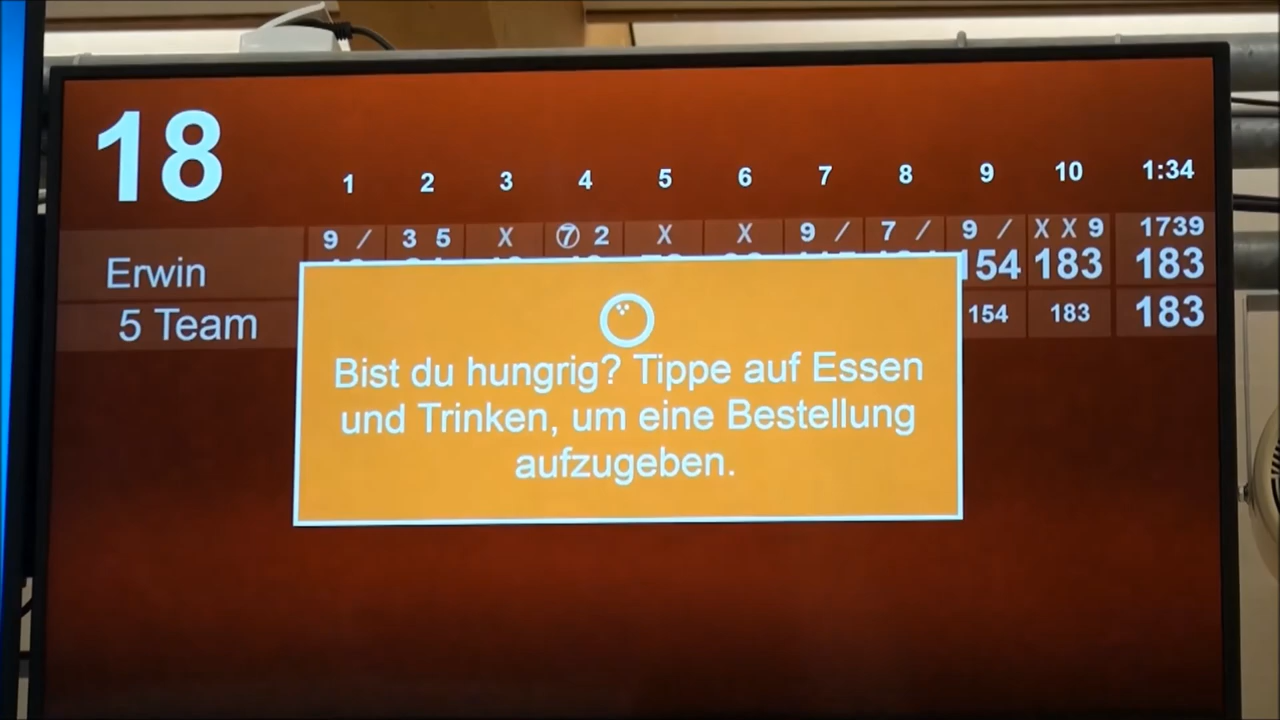 18
1 2 3 4 5 6 7 8 9 10 1:34
9 / 3 5 X ⑦ 2 X X 9 / 7 / 9 / X X 9 1739
Erwin 154 183 183
5 Team 154 183 183
Bist du hungrig? Tippe auf Essen
und Trinken, um eine Bestellung
aufzugeben.